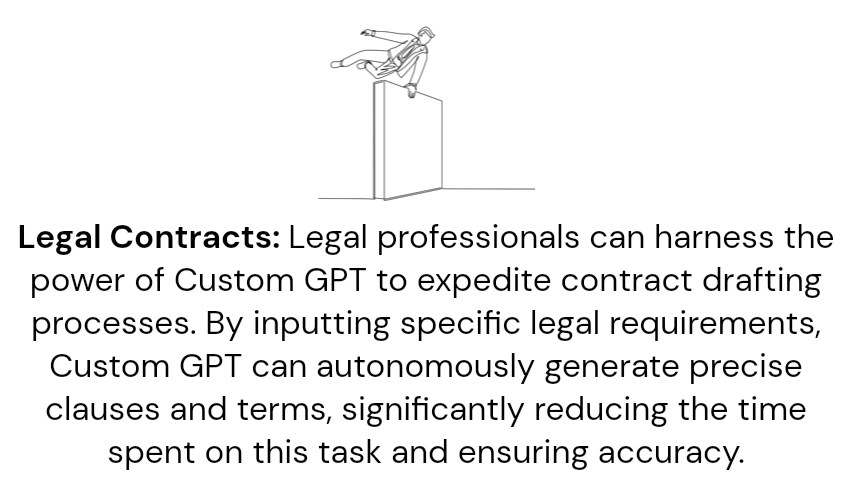 Legal Contracts: Legal professionals can harness the
power of Custom GPT to expedite contract drafting
processes. By inputting specific legal requirements,
Custom GPT can autonomously generate precise
clauses and terms, significantly reducing the time
spent on this task and ensuring accuracy.